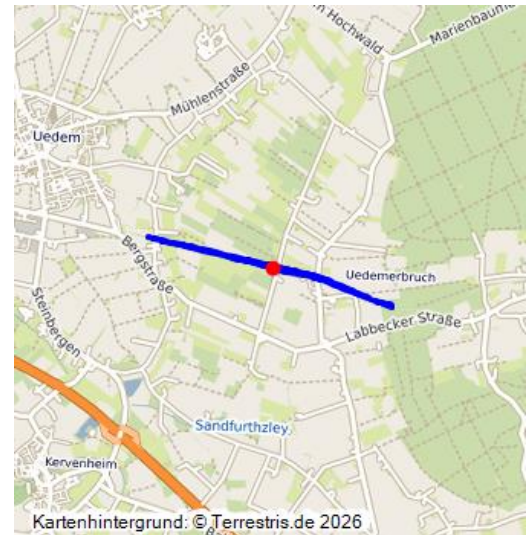 Hochwald
Marienbaum
Mühlenstraße
Uedem
Bergstraße
Uedemerbruch
Steinbergen
Labbecker Straße
Sandfurthzley
Kervenheim
Kartenhintergrund: © Terrestris.de 2026